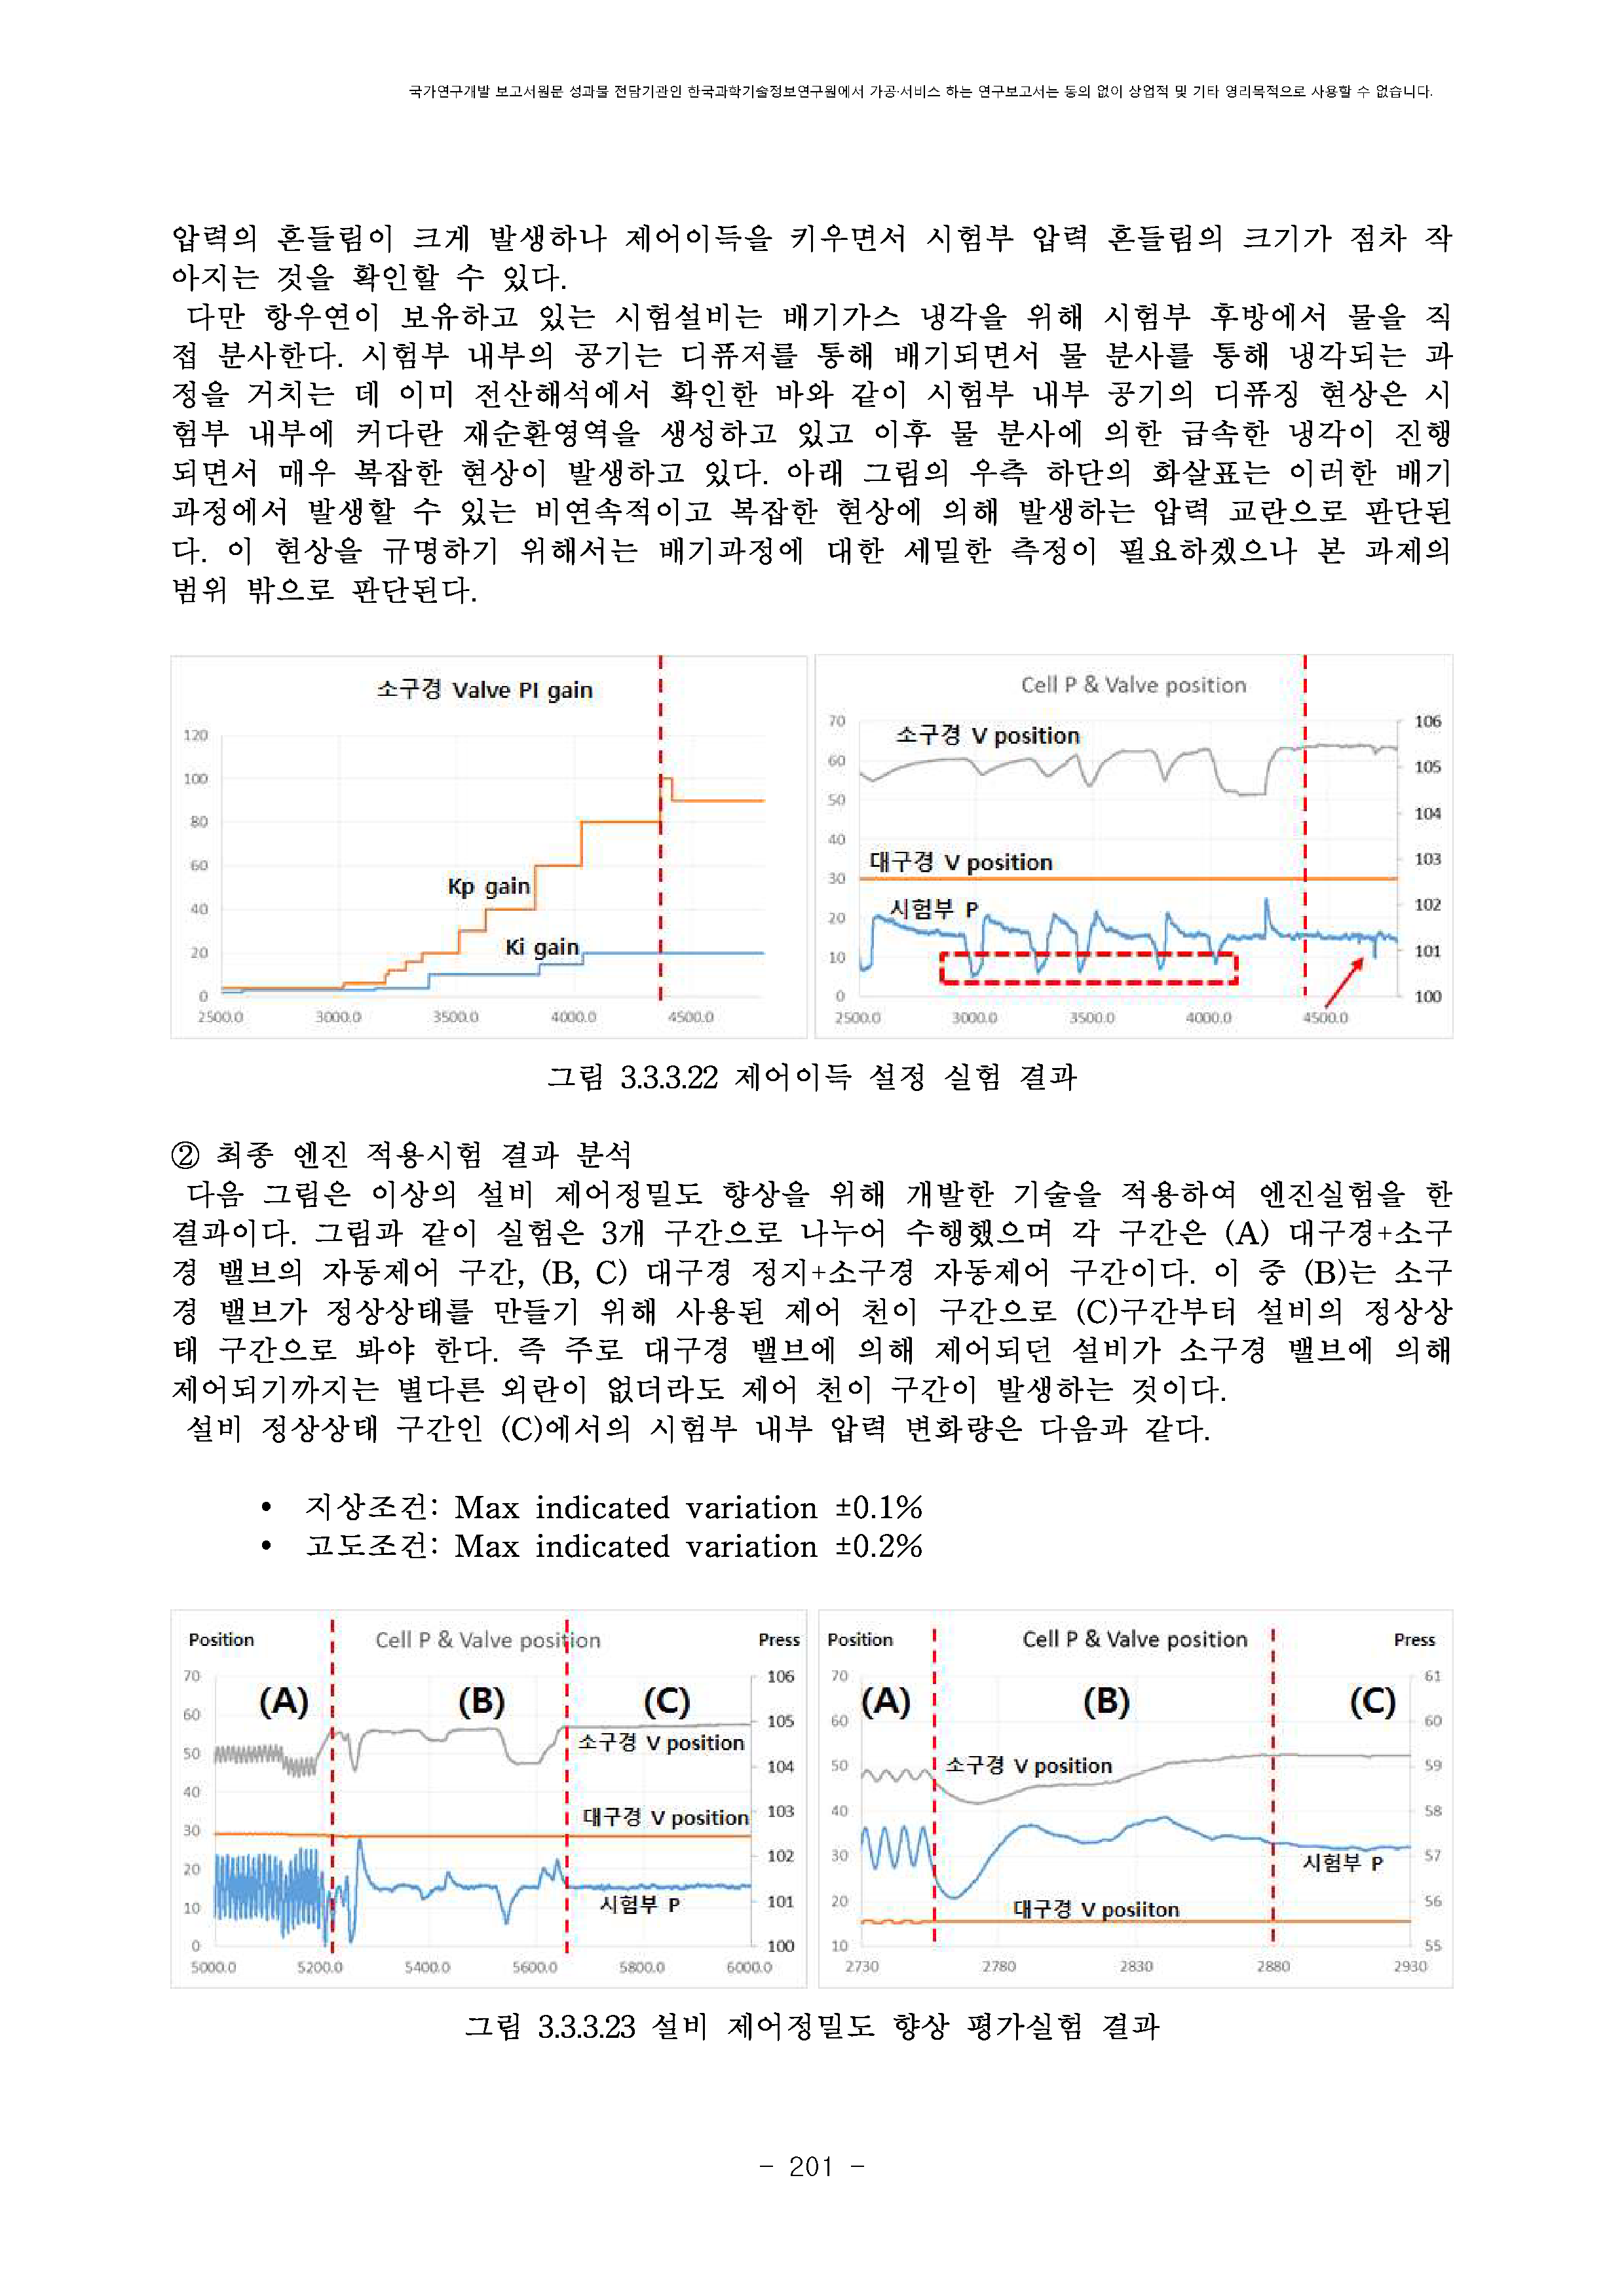 국가연구개발 보고서원문 성과물 전담기관인 한국과학기술정보연구원에서 가공·서비스 하는 연구보고서는 동의 없이 상업적 및 기타 영리목적으로 사용할 수 없습니다.
압력의 흔들림이 크게 발생하나 제어이득을 키우면서 시험부 압력 흔들림의 크기가 점차 작
아지는 것을 확인할 수 있다.
다만 항우연이 보유하고 있는 시험설비는 배기가스 냉각을 위해 시험부 후방에서 물을 직
접 분사한다. 시험부 내부의 공기는 디퓨저를 통해 배기되면서 물 분사를 통해 냉각되는 과
정을 거치는 데 이미 전산해석에서 확인한 바와 같이 시험부 내부 공기의 디퓨징 현상은 시
험부 내부에 커다란 재순환영역을 생성하고 있고 이후 물 분사에 의한 급속한 냉각이 진행
되면서 매우 복잡한 현상이 발생하고 있다. 아래 그림의 우측 하단의 화살표는 이러한 배기
과정에서 발생할 수 있는 비연속적이고 복잡한 현상에 의해 발생하는 압력 교란으로 판단된
다. 이 현상을 규명하기 위해서는 배기과정에 대한 세밀한 측정이 필요하겠으나 본 과제의
범위 밖으로 판단된다.
소구경 Valve PI gain
120
100
80
60
40
20
0
Kp gain
Ki gain
2500.0 3000.0 3500.0 4000.0 4500.0
Cell P & Valve position
70
60
50
40
30
20
10
0
소구경 V position
대구경 V position
시험부 P
106
105
104
103
102
101
100
2500.0 3000.0 3500.0 4000.0 4500.0
그림 3.3.3.22 제어이득 설정 실험 결과
② 최종 엔진 적용시험 결과 분석
다음 그림은 이상의 설비 제어정밀도 향상을 위해 개발한 기술을 적용하여 엔진실험을 한
결과이다. 그림과 같이 실험은 3개 구간으로 나누어 수행했으며 각 구간은 (A) 대구경+소구
경 밸브의 자동제어 구간, (B, C) 대구경 정지+소구경 자동제어 구간이다. 이 중 (B)는 소구
경 밸브가 정상상태를 만들기 위해 사용된 제어 천이 구간으로 (C)구간부터 설비의 정상상
태 구간으로 봐야 한다. 즉 주로 대구경 밸브에 의해 제어되던 설비가 소구경 밸브에 의해
제어되기까지는 별다른 외란이 없더라도 제어 천이 구간이 발생하는 것이다.
설비 정상상태 구간인 (C)에서의 시험부 내부 압력 변화량은 다음과 같다.
• 지상조건: Max indicated variation ±0.1%
• 고도조건: Max indicated variation ±0.2%
Position Cell P & Valve position Press
70
60
50
40
30
20
10
0
(A) (B) (C)
소구경 V position
대구경 V position
시험부 P
106
105
104
103
102
101
100
5000.0 5200.0 5400.0 5600.0 5800.0 6000.0
Position Cell P & Valve position Press
70
60
50
40
30
20
10
(A) (B) (C)
소구경 V position
시험부 P
대구경 V posiiton
61
60
59
58
57
56
55
2730 2780 2830 2880 2930
그림 3.3.3.23 설비 제어정밀도 향상 평가실험 결과
- 201 -